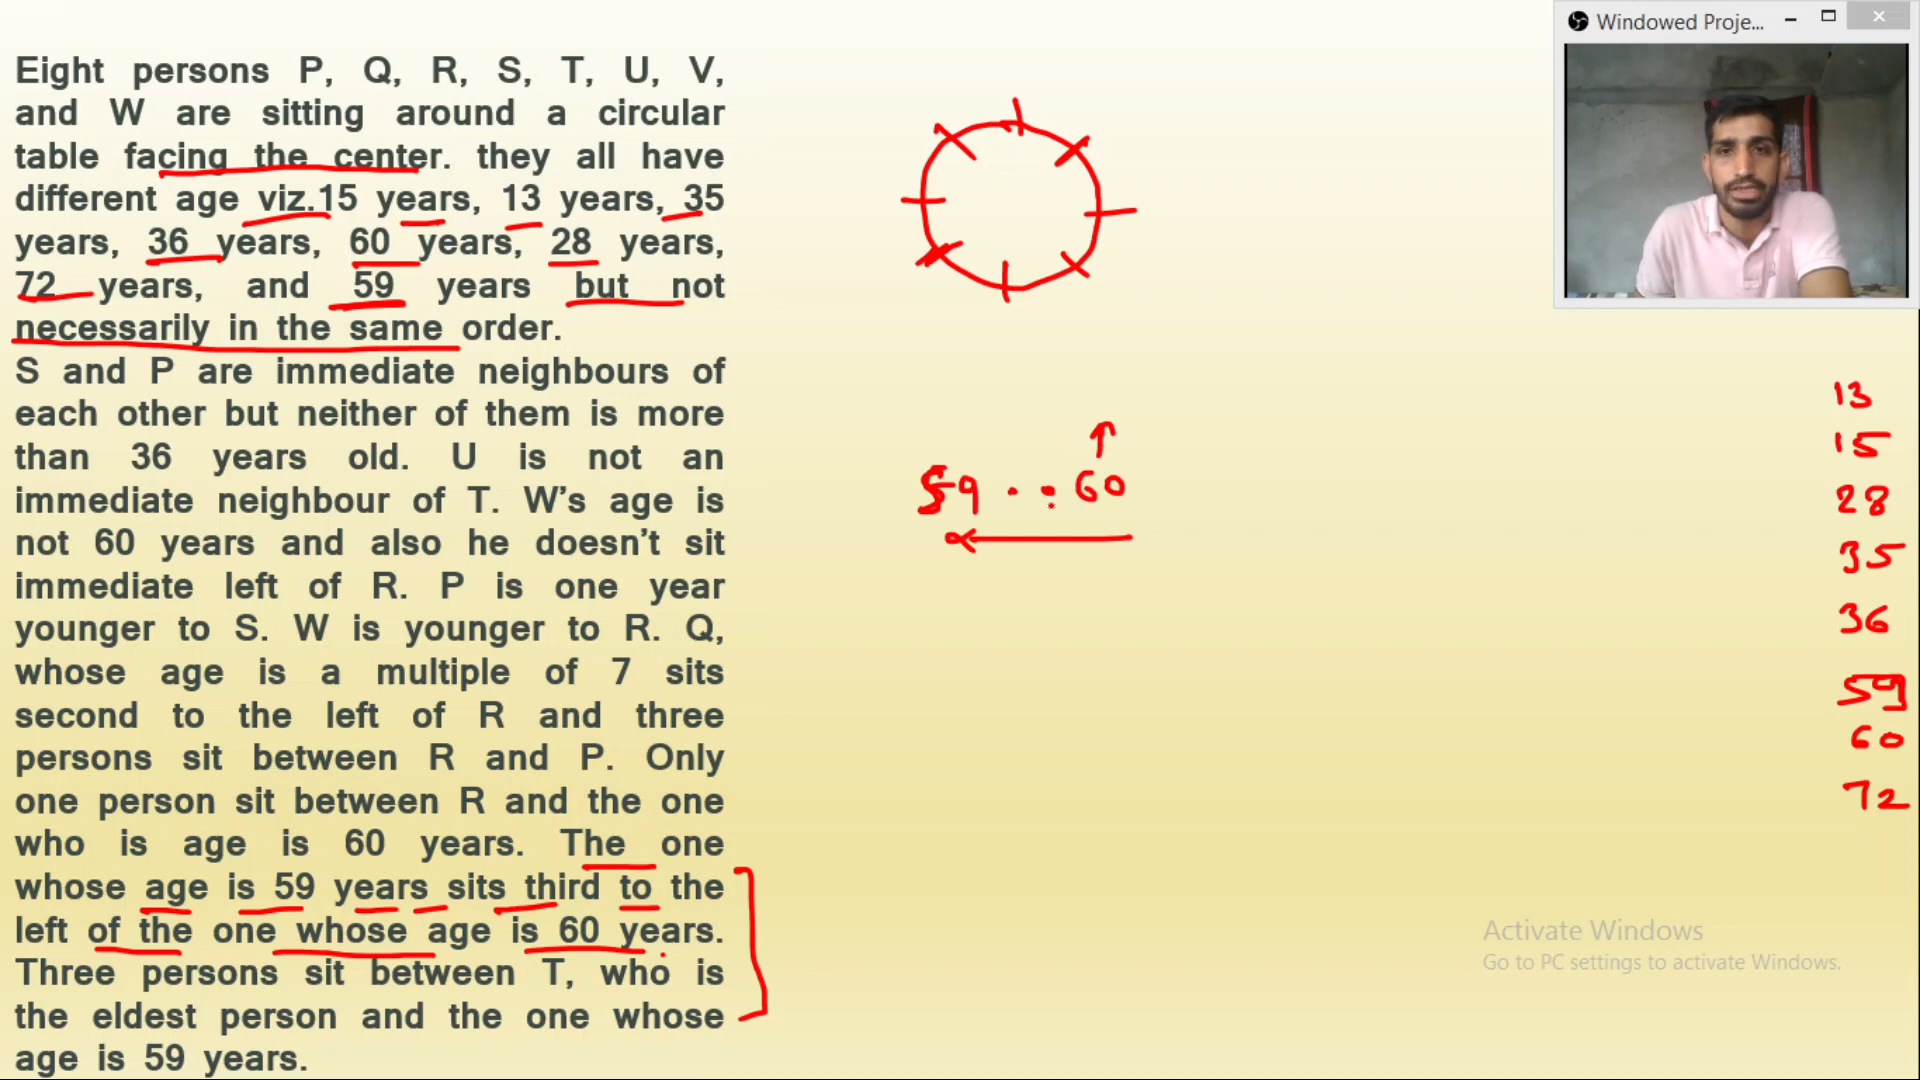 Eight persons P, Q, R, S, T, U, V,
and W are sitting around a circular
table facing the center. they all have
different age viz.15 years, 13 years, 35
years, 36 years, 60 years, 28 years,
72 years, and 59 years but not
necessarily in the same order.
S and P are immediate neighbours of
each other but neither of them is more
than 36 years old. U is not an
immediate neighbour of T. W's age is
not 60 years and also he doesn't sit
immediate left of R. P is one year
younger to S. W is younger to R. Q,
whose age is a multiple of 7 sits
second to the left of R and three
persons sit between R and P. Only
one person sit between R and the one
who is age is 60 years. The one
whose age is 59 years sits third to the
left of the one whose age is 60 years.
Three persons sit between T, who is
the eldest person and the one whose
age is 59 years.
59 . . 60
Windowed Proje...
13
15
28
35
36
59
60
72
Activate Windows
Go to PC settings to activate Windows.